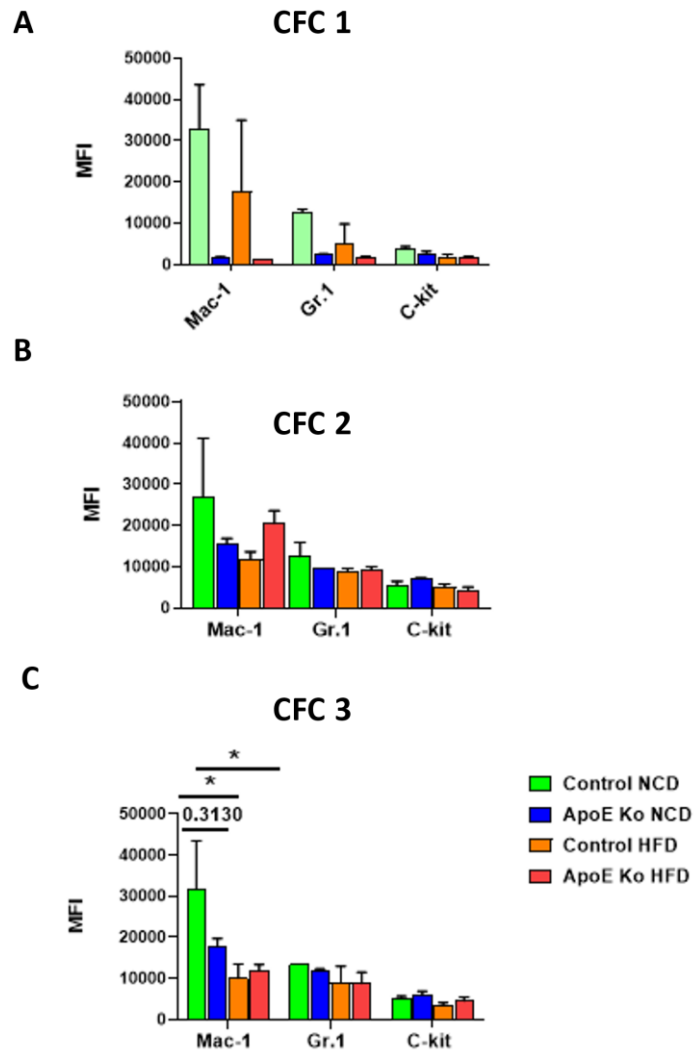 A
CFC 1
MFI
50000
40000
30000
20000
10000
0
Mac-1
Gr.1
C-kit
B
CFC 2
MFI
50000
40000
30000
20000
10000
0
Mac-1 Gr.1 C-kit
C
CFC 3
*
*
0.3130
MFI
50000
40000
30000
20000
10000
0
Mac-1 Gr.1 C-kit
Control NCD
ApoE Ko NCD
Control HFD
ApoE Ko HFD